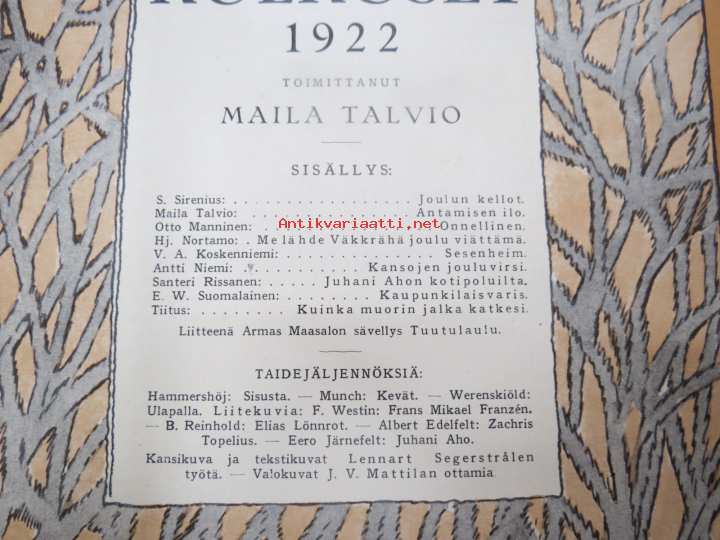 1922
TOIMITTANUT
MAILA TALVIO
SISÄLLYS:
S. Sirenius: . . . . . . . . . . . . . . . . . . Joulun kellot.
Maila Talvio: . . . . . . . . . . . . . . . . . Antamisen ilo.
Otto Manninen: Onnellinen.
Antikvariaatti.net
Hj. Nortamo: . Me lähde Väkkrähä joulu viättämä.
V. A. Koskenniemi: . . . . . . . . . . . . . . . Sesenheim.
Antti Niemi: . . . . . . . . . . . Kansojen jouluvirsi.
Santeri Rissanen: . . . . . Juhani Ahon kotipoluilta.
E. W. Suomalainen: . . . . . . . . Kaupunkilaisvaris.
Tiitus: . . . . . . . . Kuinka muorin jalka katkesi.
Liitteenä Armas Maasalon sävellys Tuutulaulu.
TAIDEJÄLJENNÖKSIÄ:
Hammershöj: Sisusta. — Munch: Kevät. — Werenskiöld:
Ulapalla. Liitekuvia: F. Westin: Frans Mikael Franzén.
— B. Reinhold: Elias Lönnrot. — Albert Edelfelt: Zachris
Topelius. — Eero Järnefelt: Juhani Aho.
Kansikuva ja tekstikuvat Lennart Segerstrålen
työtä. — Valokuvat J. V. Mattilan ottamia